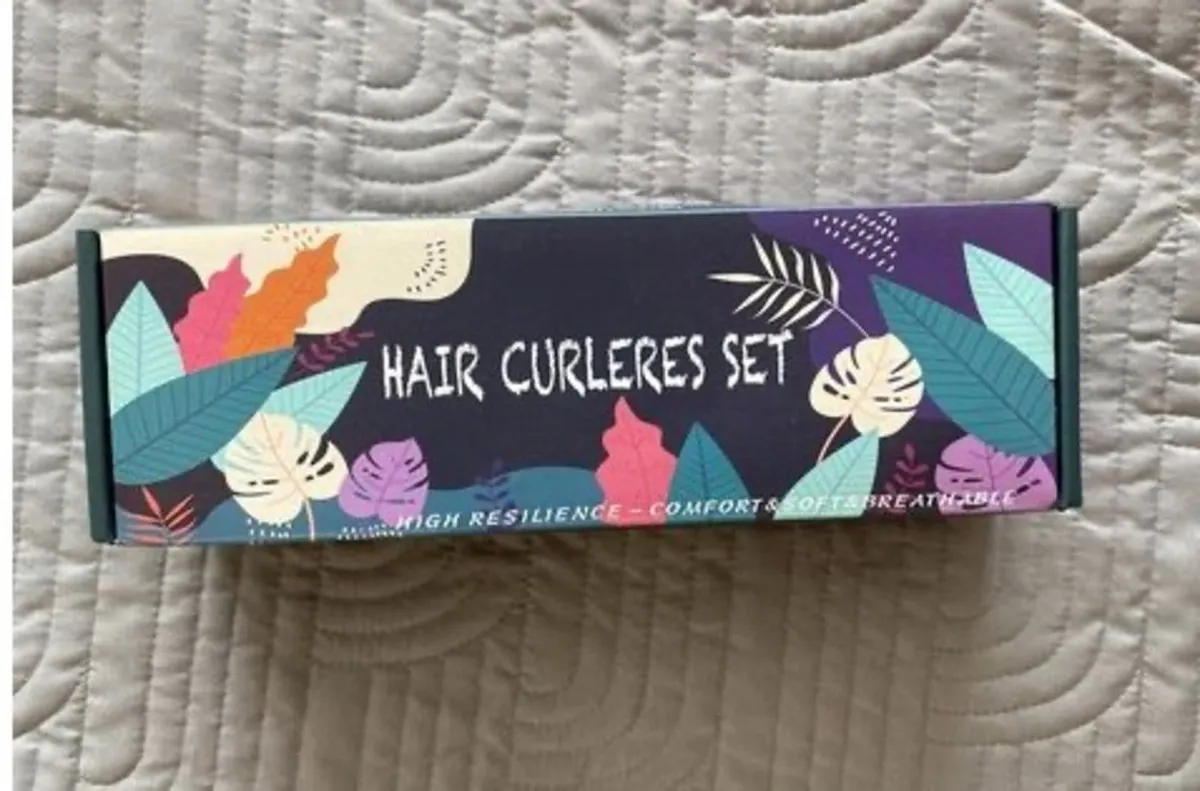 HAIR CURLERES SET
HIGH RESILIENCE – COMFORT&SOFT&BREATHABLE